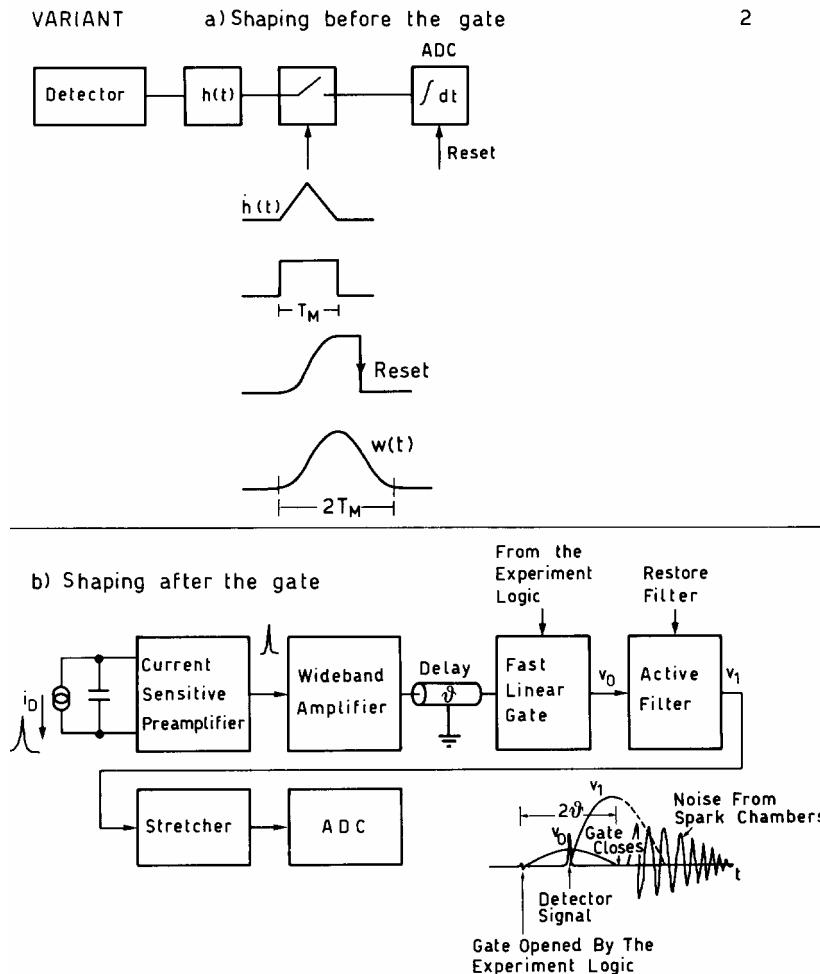 VARIANT a) Shaping before the gate 2
ADC
Detector h(t) ∫dt
Reset
ḣ(t)
T_M
Reset
w(t)
2T_M
b) Shaping after the gate
From the
Experiment
Logic
Restore
Filter
i_D
Current
Sensitive
Preamplifier
Wideband
Amplifier
Delay
ϑ
Fast
Linear
Gate
v_0
Active
Filter
v_1
Stretcher
ADC
v_1
2ϑ
v_0
Gate
Closes
Noise From
Spark Chambers
t
Detector
Signal
Gate Opened By The
Experiment Logic